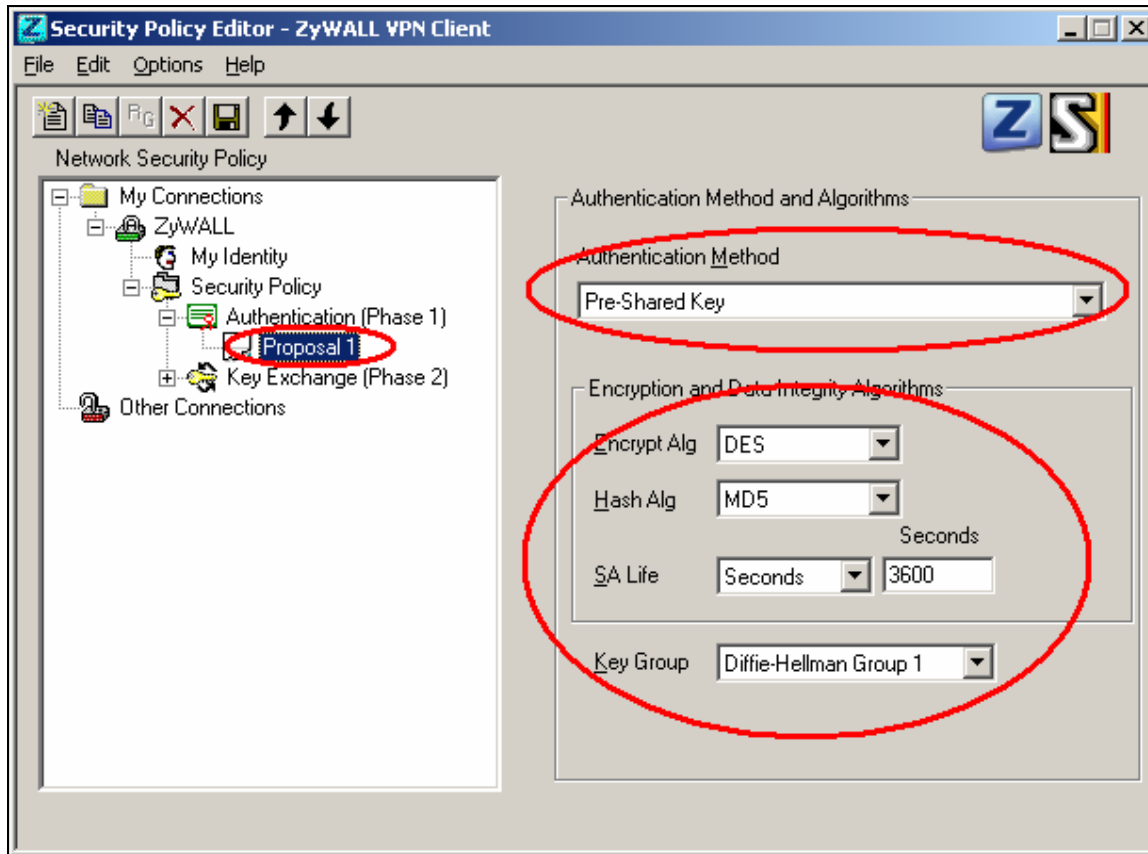 Security Policy Editor - ZyWALL VPN Client
File Edit Options Help
Network Security Policy
My Connections
ZyWALL
My Identity
Security Policy
Authentication (Phase 1)
Proposal 1
Key Exchange (Phase 2)
Other Connections
Authentication Method and Algorithms
Authentication Method
Pre-Shared Key
Encryption and Data Integrity Algorithms
Encrypt Alg DES
Hash Alg MD5
Seconds
SA Life Seconds 3600
Key Group Diffie-Hellman Group 1